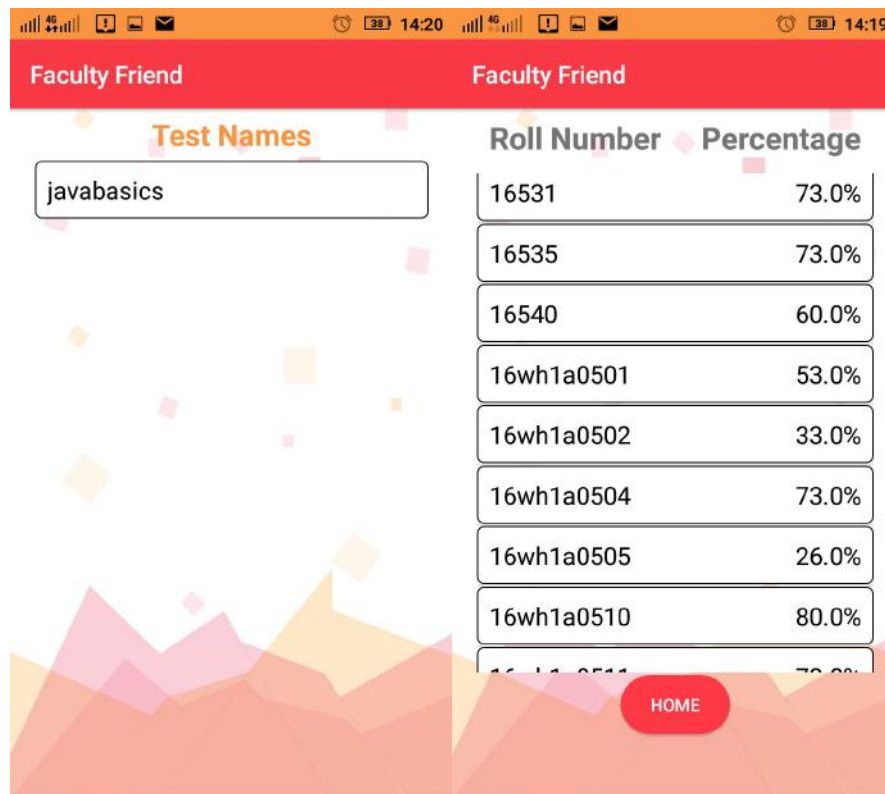 38 14:20
Faculty Friend
Test Names
javabasics
38 14:19
Faculty Friend
Roll Number Percentage
16531 73.0%
16535 73.0%
16540 60.0%
16wh1a0501 53.0%
16wh1a0502 33.0%
16wh1a0504 73.0%
16wh1a0505 26.0%
16wh1a0510 80.0%
HOME